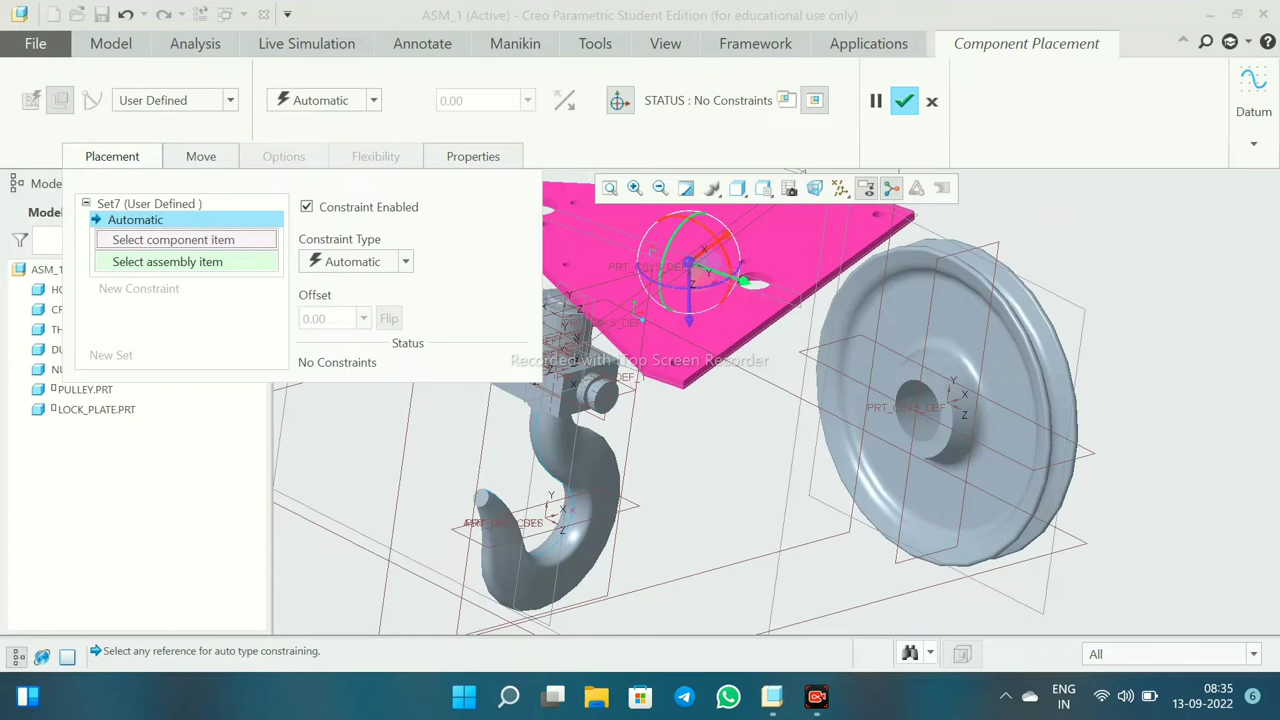 ASM_1 (Active) - Creo Parametric Student Edition (for educational use only)
File Model Analysis Live Simulation Annotate Manikin Tools View Framework Applications Component Placement
User Defined Automatic 0.00 STATUS : No Constraints
Datum
Placement Move Options Flexibility Properties
Set7 (User Defined )
Automatic
Select component item
Select assembly item
New Constraint
New Set
Constraint Enabled
Constraint Type
Automatic
Offset
0.00 Flip
Status
No Constraints
ASM_1
PULLEY.PRT
LOCK_PLATE.PRT
Recorded with iTop Screen Recorder
PRT_CSYS_DEF
X
Y
Z
Select any reference for auto type constraining.
All
ENG
IN
08:35
13-09-2022
6